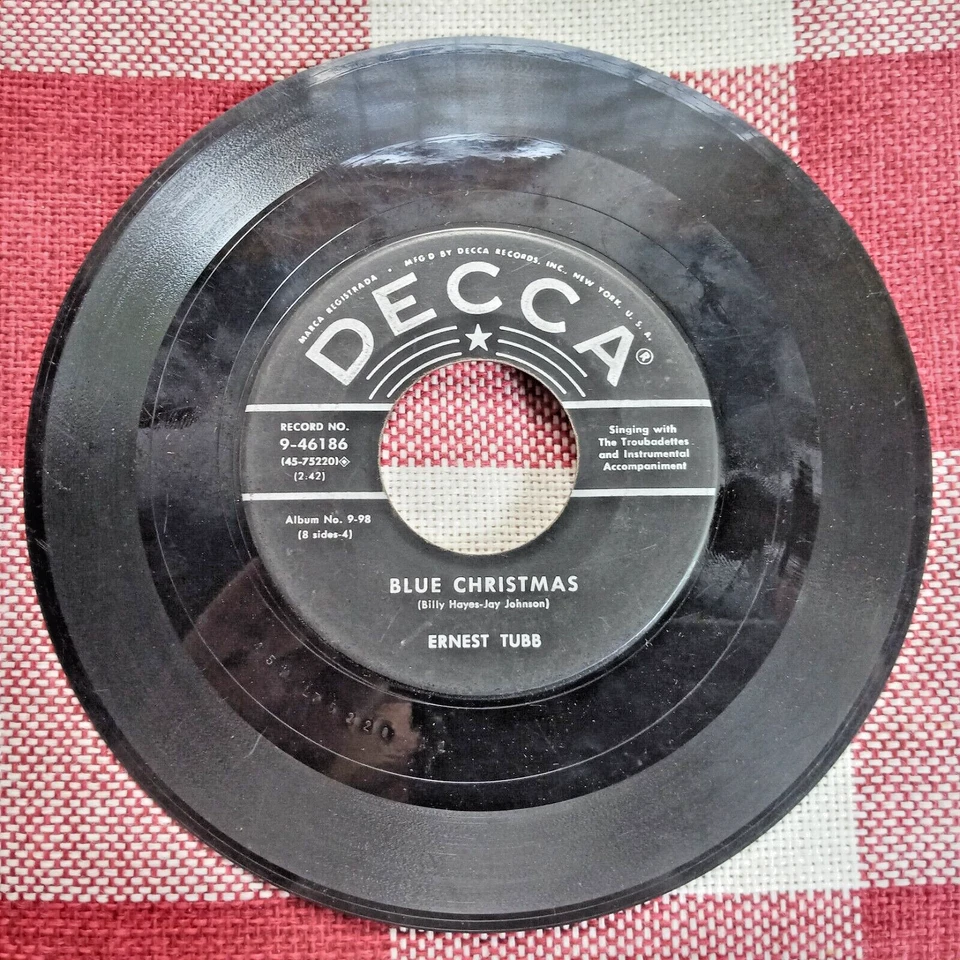 MARCA REGISTRADA • MFG'D BY DECCA RECORDS, INC., NEW YORK, U.S.A.
DECCA®
RECORD NO.
9-46186
(45-75220)
(2:42)
Singing with
The Troubadettes
and Instrumental
Accompaniment
Album No. 9-98
(8 sides-4)
BLUE CHRISTMAS
(Billy Hayes-Jay Johnson)
ERNEST TUBB